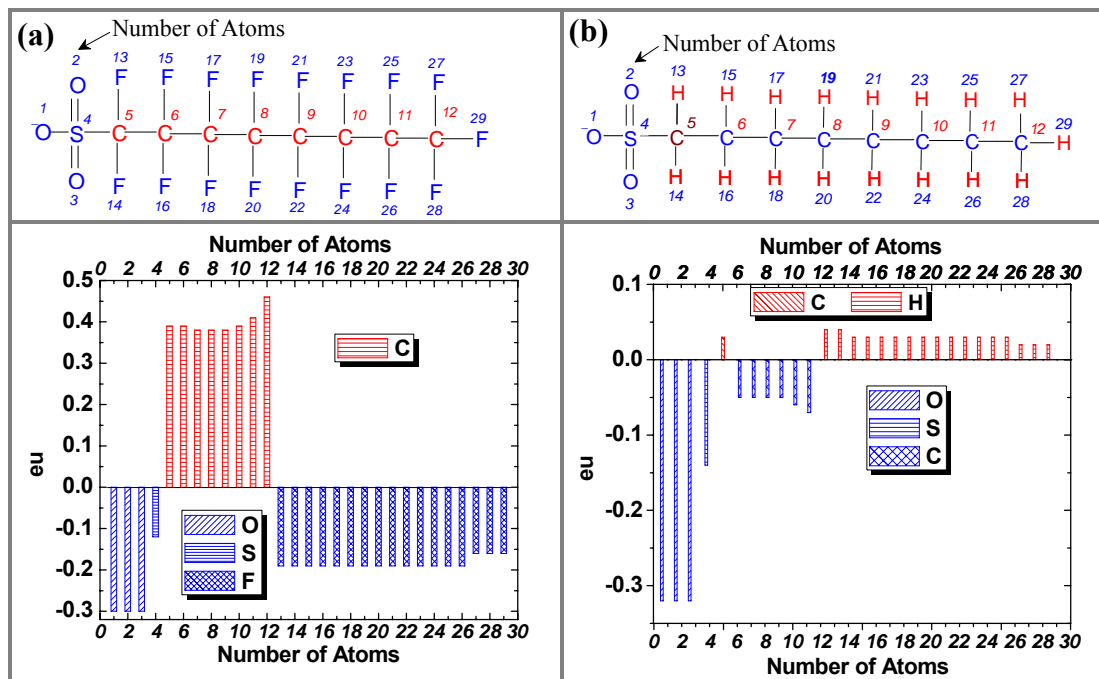 (a)
Number of Atoms
2 13 15 17 19 21 23 25 27
O F F F F F F F F
1 4 5 6 7 8 9 10 11 12 29
⁻O S C C C C C C C C F
O F F F F F F F F
3 14 16 18 20 22 24 26 28
(b)
Number of Atoms
2 13 15 17 19 21 23 25 27
O H H H H H H H H
1 4 5 6 7 8 9 10 11 12 29
⁻O S C C C C C C C C H
O H H H H H H H H
3 14 16 18 20 22 24 26 28
Number of Atoms
0 2 4 6 8 10 12 14 16 18 20 22 24 26 28 30
0.5
0.4
0.3
0.2
0.1
0.0
-0.1
-0.2
-0.3
eu
C
O
S
F
0 2 4 6 8 10 12 14 16 18 20 22 24 26 28 30
Number of Atoms
Number of Atoms
0 2 4 6 8 10 12 14 16 18 20 22 24 26 28 30
0.1
0.0
-0.1
-0.2
-0.3
eu
C H
O
S
C
0 2 4 6 8 10 12 14 16 18 20 22 24 26 28 30
Number of Atoms